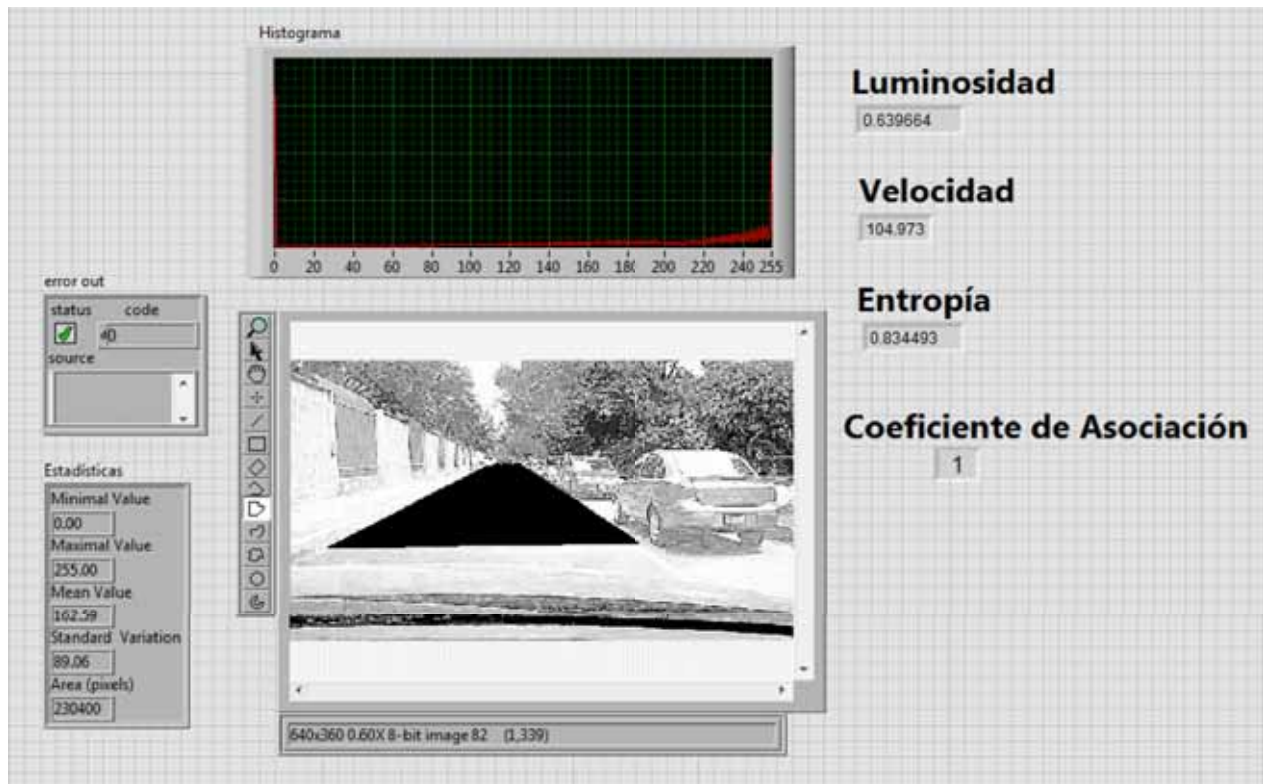 Histograma
0 20 40 60 80 100 120 140 160 180 200 220 240 255
Luminosidad
0.639664
Velocidad
104.973
Entropía
0.834493
Coeficiente de Asociación
1
error out
status code
source
Estadísticas
Minimal Value
0.00
Maximal Value
255.00
Mean Value
162.59
Standard Variation
89.06
Area (pixels)
230400
640x360 0.60X 8-bit image 82 (1,339)